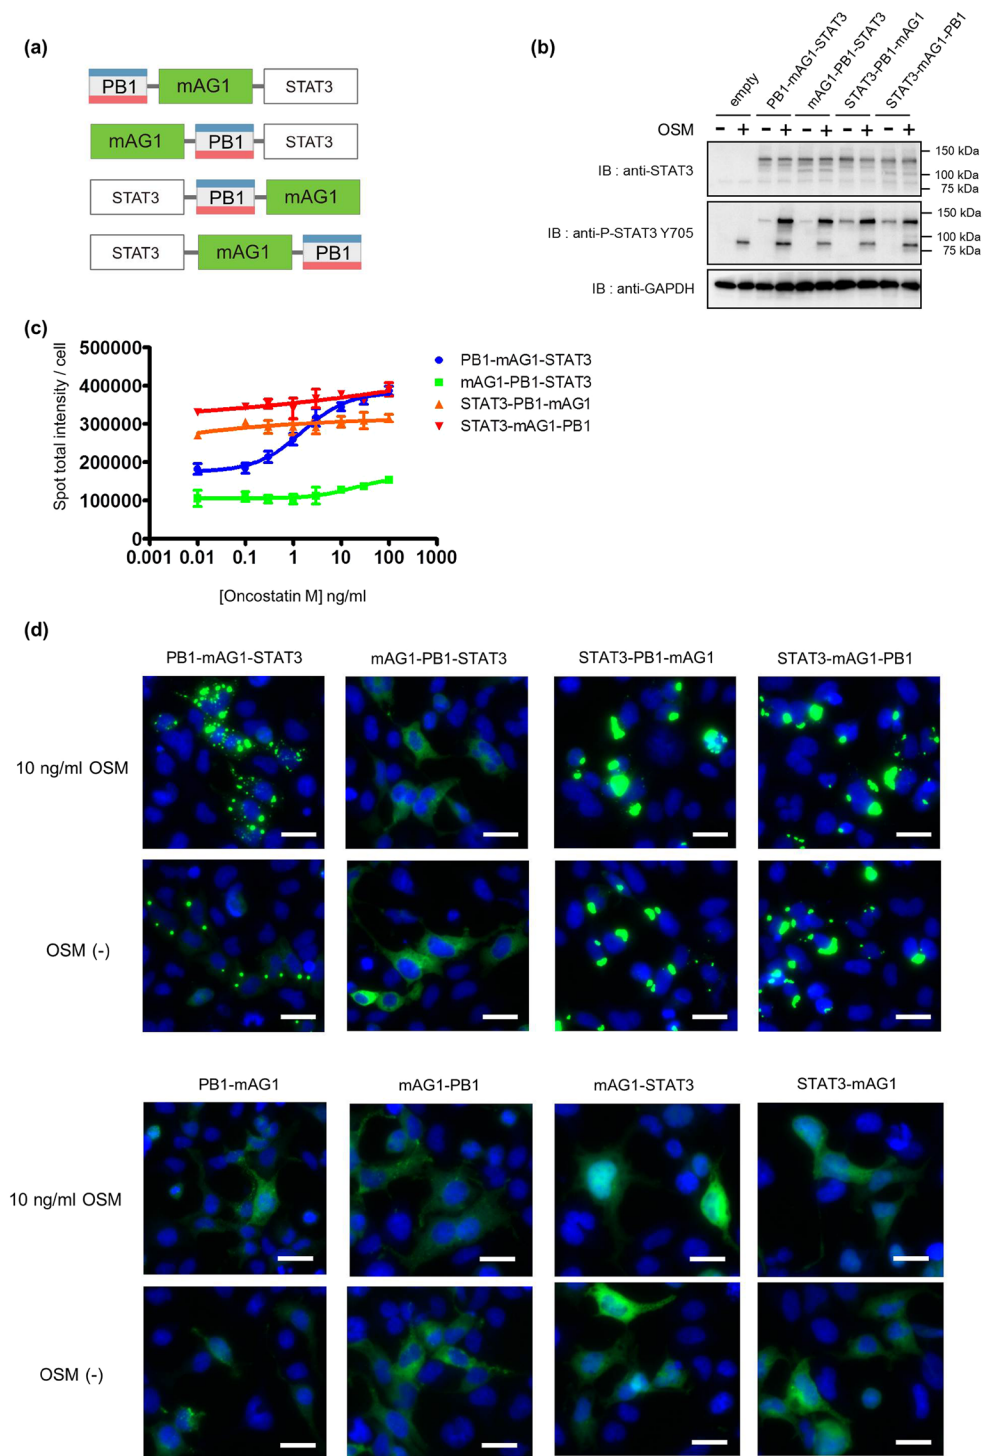 (a)
PB1 mAG1 STAT3
mAG1 PB1 STAT3
STAT3 PB1 mAG1
STAT3 mAG1 PB1
(b)
empty
PB1-mAG1-STAT3
mAG1-PB1-STAT3
STAT3-PB1-mAG1
STAT3-mAG1-PB1
OSM - + - + - + - + - +
IB : anti-STAT3
150 kDa
100 kDa
75 kDa
IB : anti-P-STAT3 Y705
150 kDa
100 kDa
75 kDa
IB : anti-GAPDH
(c)
Spot total intensity / cell
500000
400000
300000
200000
100000
0
0.001 0.01 0.1 1 10 100 1000
[Oncostatin M] ng/ml
PB1-mAG1-STAT3
mAG1-PB1-STAT3
STAT3-PB1-mAG1
STAT3-mAG1-PB1
(d)
PB1-mAG1-STAT3 mAG1-PB1-STAT3 STAT3-PB1-mAG1 STAT3-mAG1-PB1
10 ng/ml OSM
OSM (-)
PB1-mAG1 mAG1-PB1 mAG1-STAT3 STAT3-mAG1
10 ng/ml OSM
OSM (-)